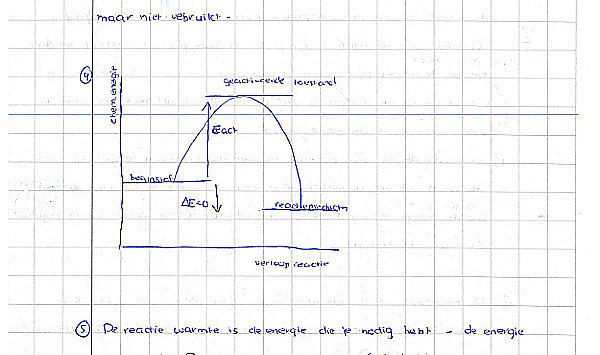 maar niet verbruikt.
④
geactiveerde toestand
chem. energie
Eact
beginstof
ΔE<0
reactieproducten
verloop reactie
⑤ De reactie warmte is de energie die je nodig hebt - de energie